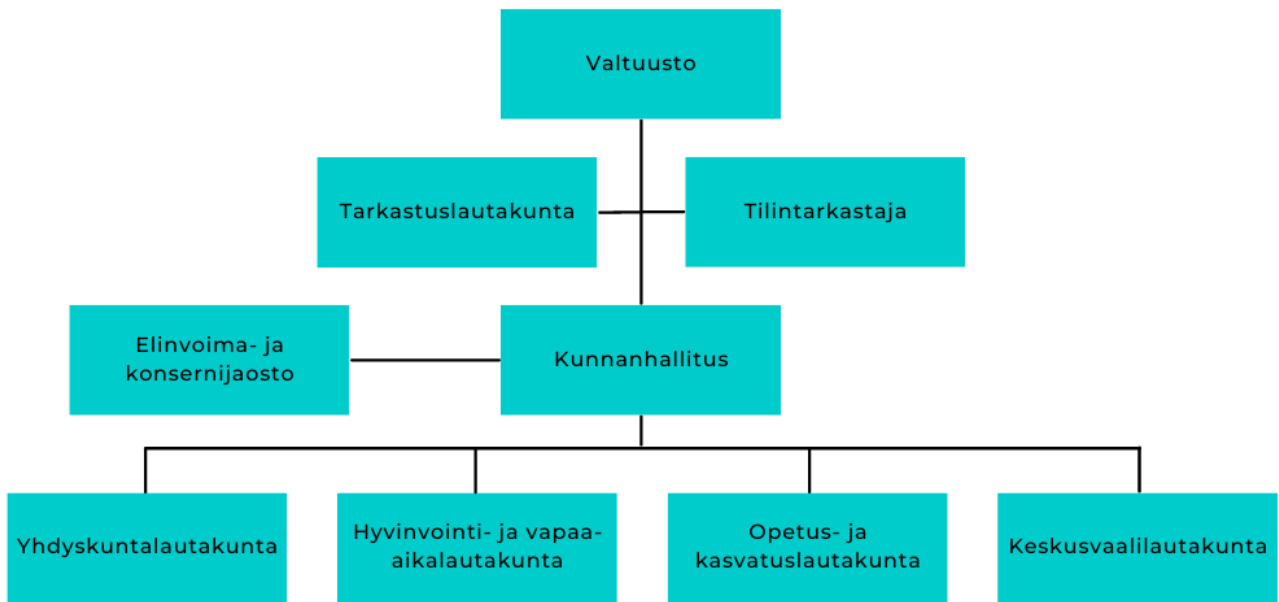 Valtuusto
Tarkastuslautakunta
Tilintarkastaja
Elinvoima- ja
konsernijaosto
Kunnanhallitus
Yhdyskuntalautakunta
Hyvinvointi- ja vapaa-
aikalautakunta
Opetus- ja
kasvatuslautakunta
Keskusvaalilautakunta